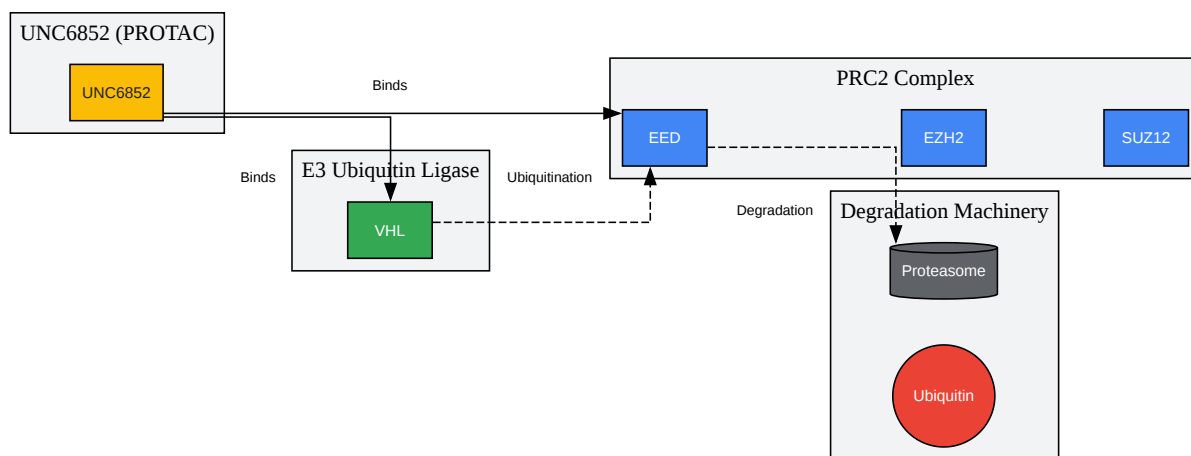 UNC6852 (PROTAC)
UNC6852
Binds
PRC2 Complex
EED
EZH2
SUZ12
Binds
E3 Ubiquitin Ligase
Ubiquitination
VHL
Degradation
Degradation Machinery
Proteasome
Ubiquitin